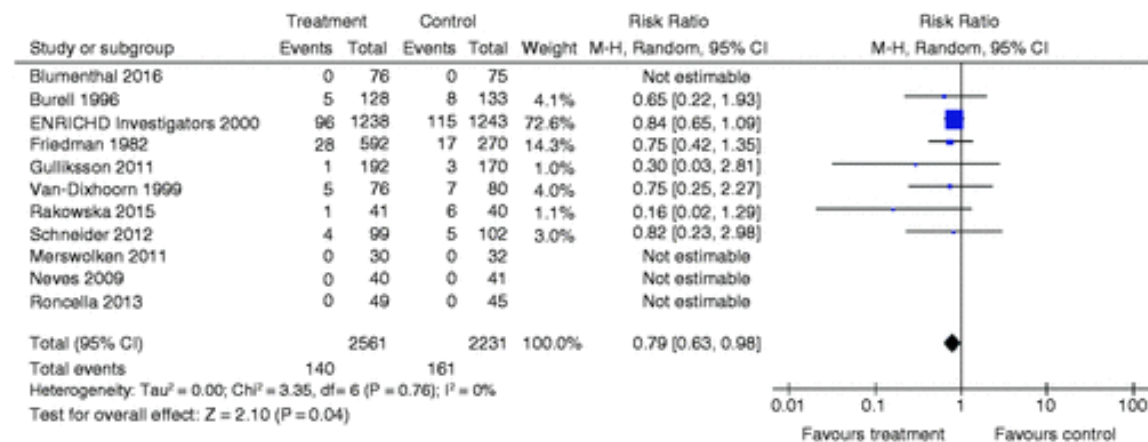 Treatment Control Risk Ratio Risk Ratio
Study or subgroup Events Total Events Total Weight M-H, Random, 95% CI M-H, Random, 95% CI
Blumenthal 2016 0 76 0 75 Not estimable
Burell 1996 5 128 8 133 4.1% 0.65 [0.22, 1.93]
ENRICHD Investigators 2000 96 1238 115 1243 72.6% 0.84 [0.65, 1.09]
Friedman 1982 28 592 17 270 14.3% 0.75 [0.42, 1.35]
Gulliksson 2011 1 192 3 170 1.0% 0.30 [0.03, 2.81]
Van-Dixhoorn 1999 5 76 7 80 4.0% 0.75 [0.25, 2.27]
Rakowska 2015 1 41 6 40 1.1% 0.16 [0.02, 1.29]
Schneider 2012 4 99 5 102 3.0% 0.82 [0.23, 2.98]
Merswolken 2011 0 30 0 32 Not estimable
Neves 2009 0 40 0 41 Not estimable
Roncella 2013 0 49 0 45 Not estimable
Total (95% CI) 2561 2231 100.0% 0.79 [0.63, 0.98]
Total events 140 161
Heterogeneity: Tau² = 0.00; Chi² = 3.35, df= 6 (P = 0.76); I² = 0%
Test for overall effect: Z = 2.10 (P = 0.04)
0.01 0.1 1 10 100
Favours treatment Favours control